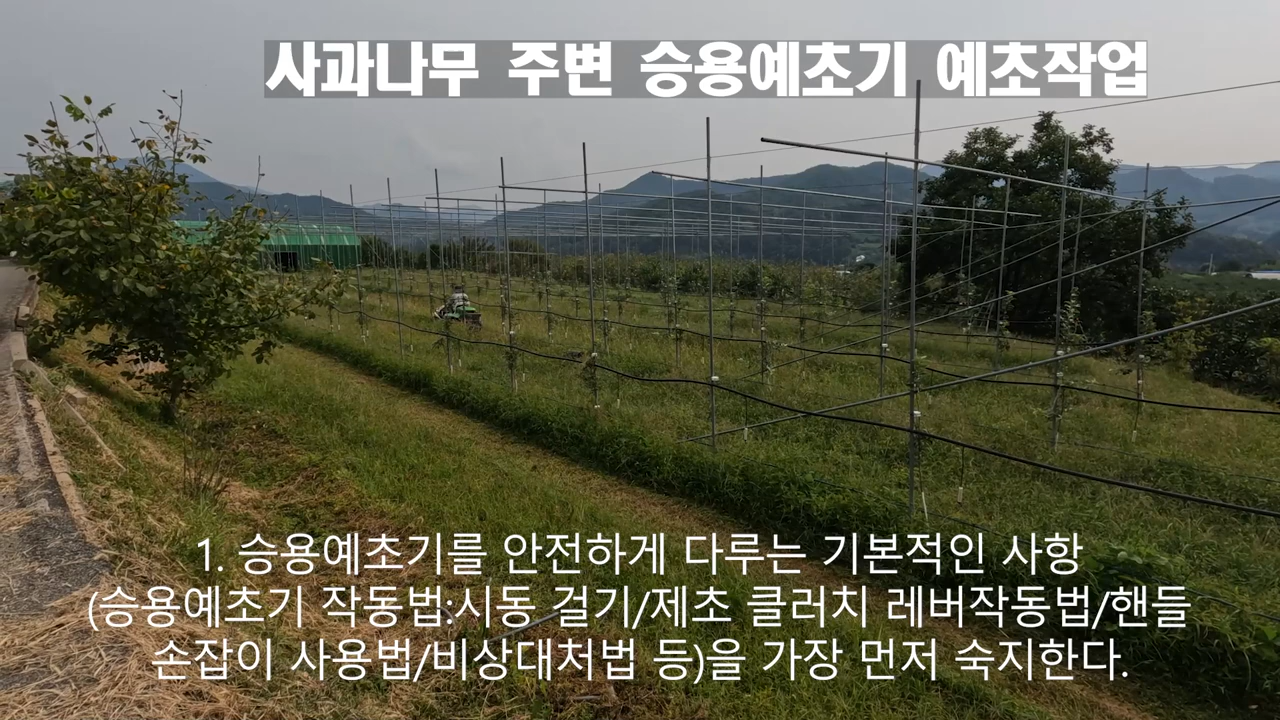 사과나무 주변 승용예초기 예초작업
1. 승용예초기를 안전하게 다루는 기본적인 사항
(승용예초기 작동법:시동 걸기/제초 클러치 레버작동법/핸들
손잡이 사용법/비상대처법 등)을 가장 먼저 숙지한다.